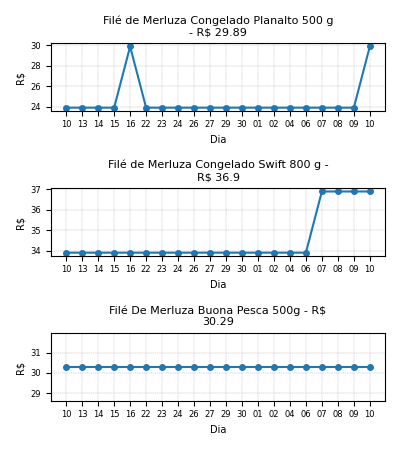 Filé de Merluza Congelado Planalto 500 g
- R$ 29.89
30
28
26
24
R$
10 13 14 15 16 22 23 24 26 27 29 30 01 02 04 06 07 09 10
Dia
Filé de Merluza Congelado Swift 800 g -
R$ 36.9
37
36
35
34
R$
10 13 14 15 16 22 23 24 26 27 29 30 01 02 04 06 07 08 09 10
Dia
Filé De Merluza Buona Pesca 500g - R$
30.29
31
30
29
R$
10 13 14 15 16 22 23 24 26 27 29 30 01 02 04 06 07 08 09 10
Dia